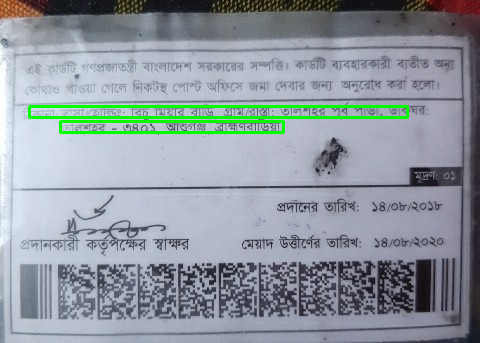 এই কার্ডটি গণপ্রজাতন্ত্রী বাংলাদেশ সরকারের সম্পত্তি। কার্ডটি ব্যবহারকারী ব্যতীত অন্য
কোথাও পাওয়া গেলে নিকটস্থ পোস্ট অফিসে জমা দেবার জন্য অনুরোধ করা হলো।
বাসা/হোল্ডিং: মিয়ার বাড়ি গ্রাম/রাস্তা: তালশহর পূর্ব পাড়া, ডাকঘর:
তালশহর - ৩৪০১, আশুগঞ্জ, ব্রাহ্মণবাড়িয়া
মুদ্রণ: ০১
প্রদানের তারিখ: ১৪/০৮/২০১৮
প্রদানকারী কর্তৃপক্ষের স্বাক্ষর
মেয়াদ উত্তীর্ণের তারিখ: ১৪/০৮/২০২০